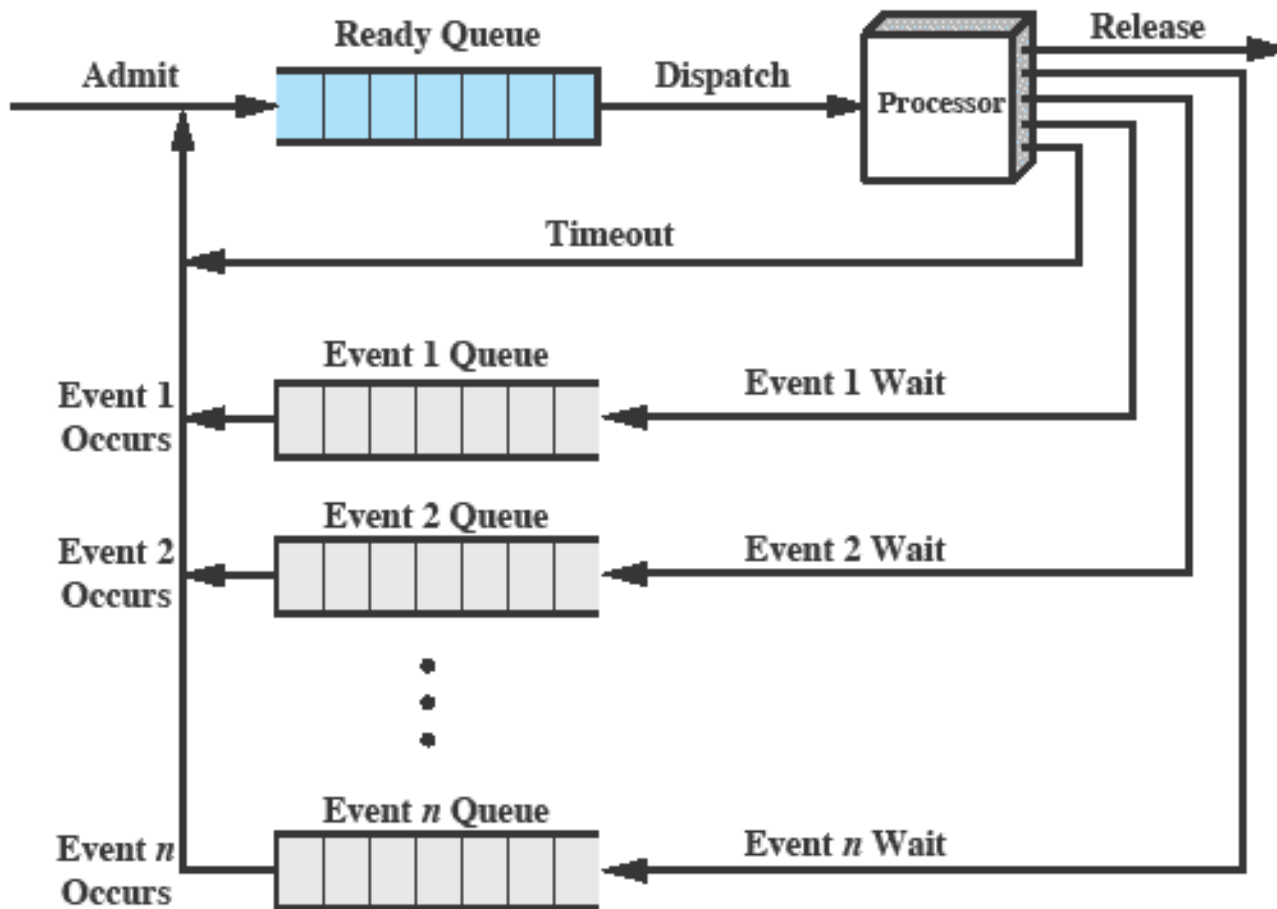 Ready Queue
Release
Admit
Dispatch
Processor
Timeout
Event 1 Queue
Event 1
Occurs
Event 1 Wait
Event 2 Queue
Event 2
Occurs
Event 2 Wait
Event n Queue
Event n
Occurs
Event n Wait